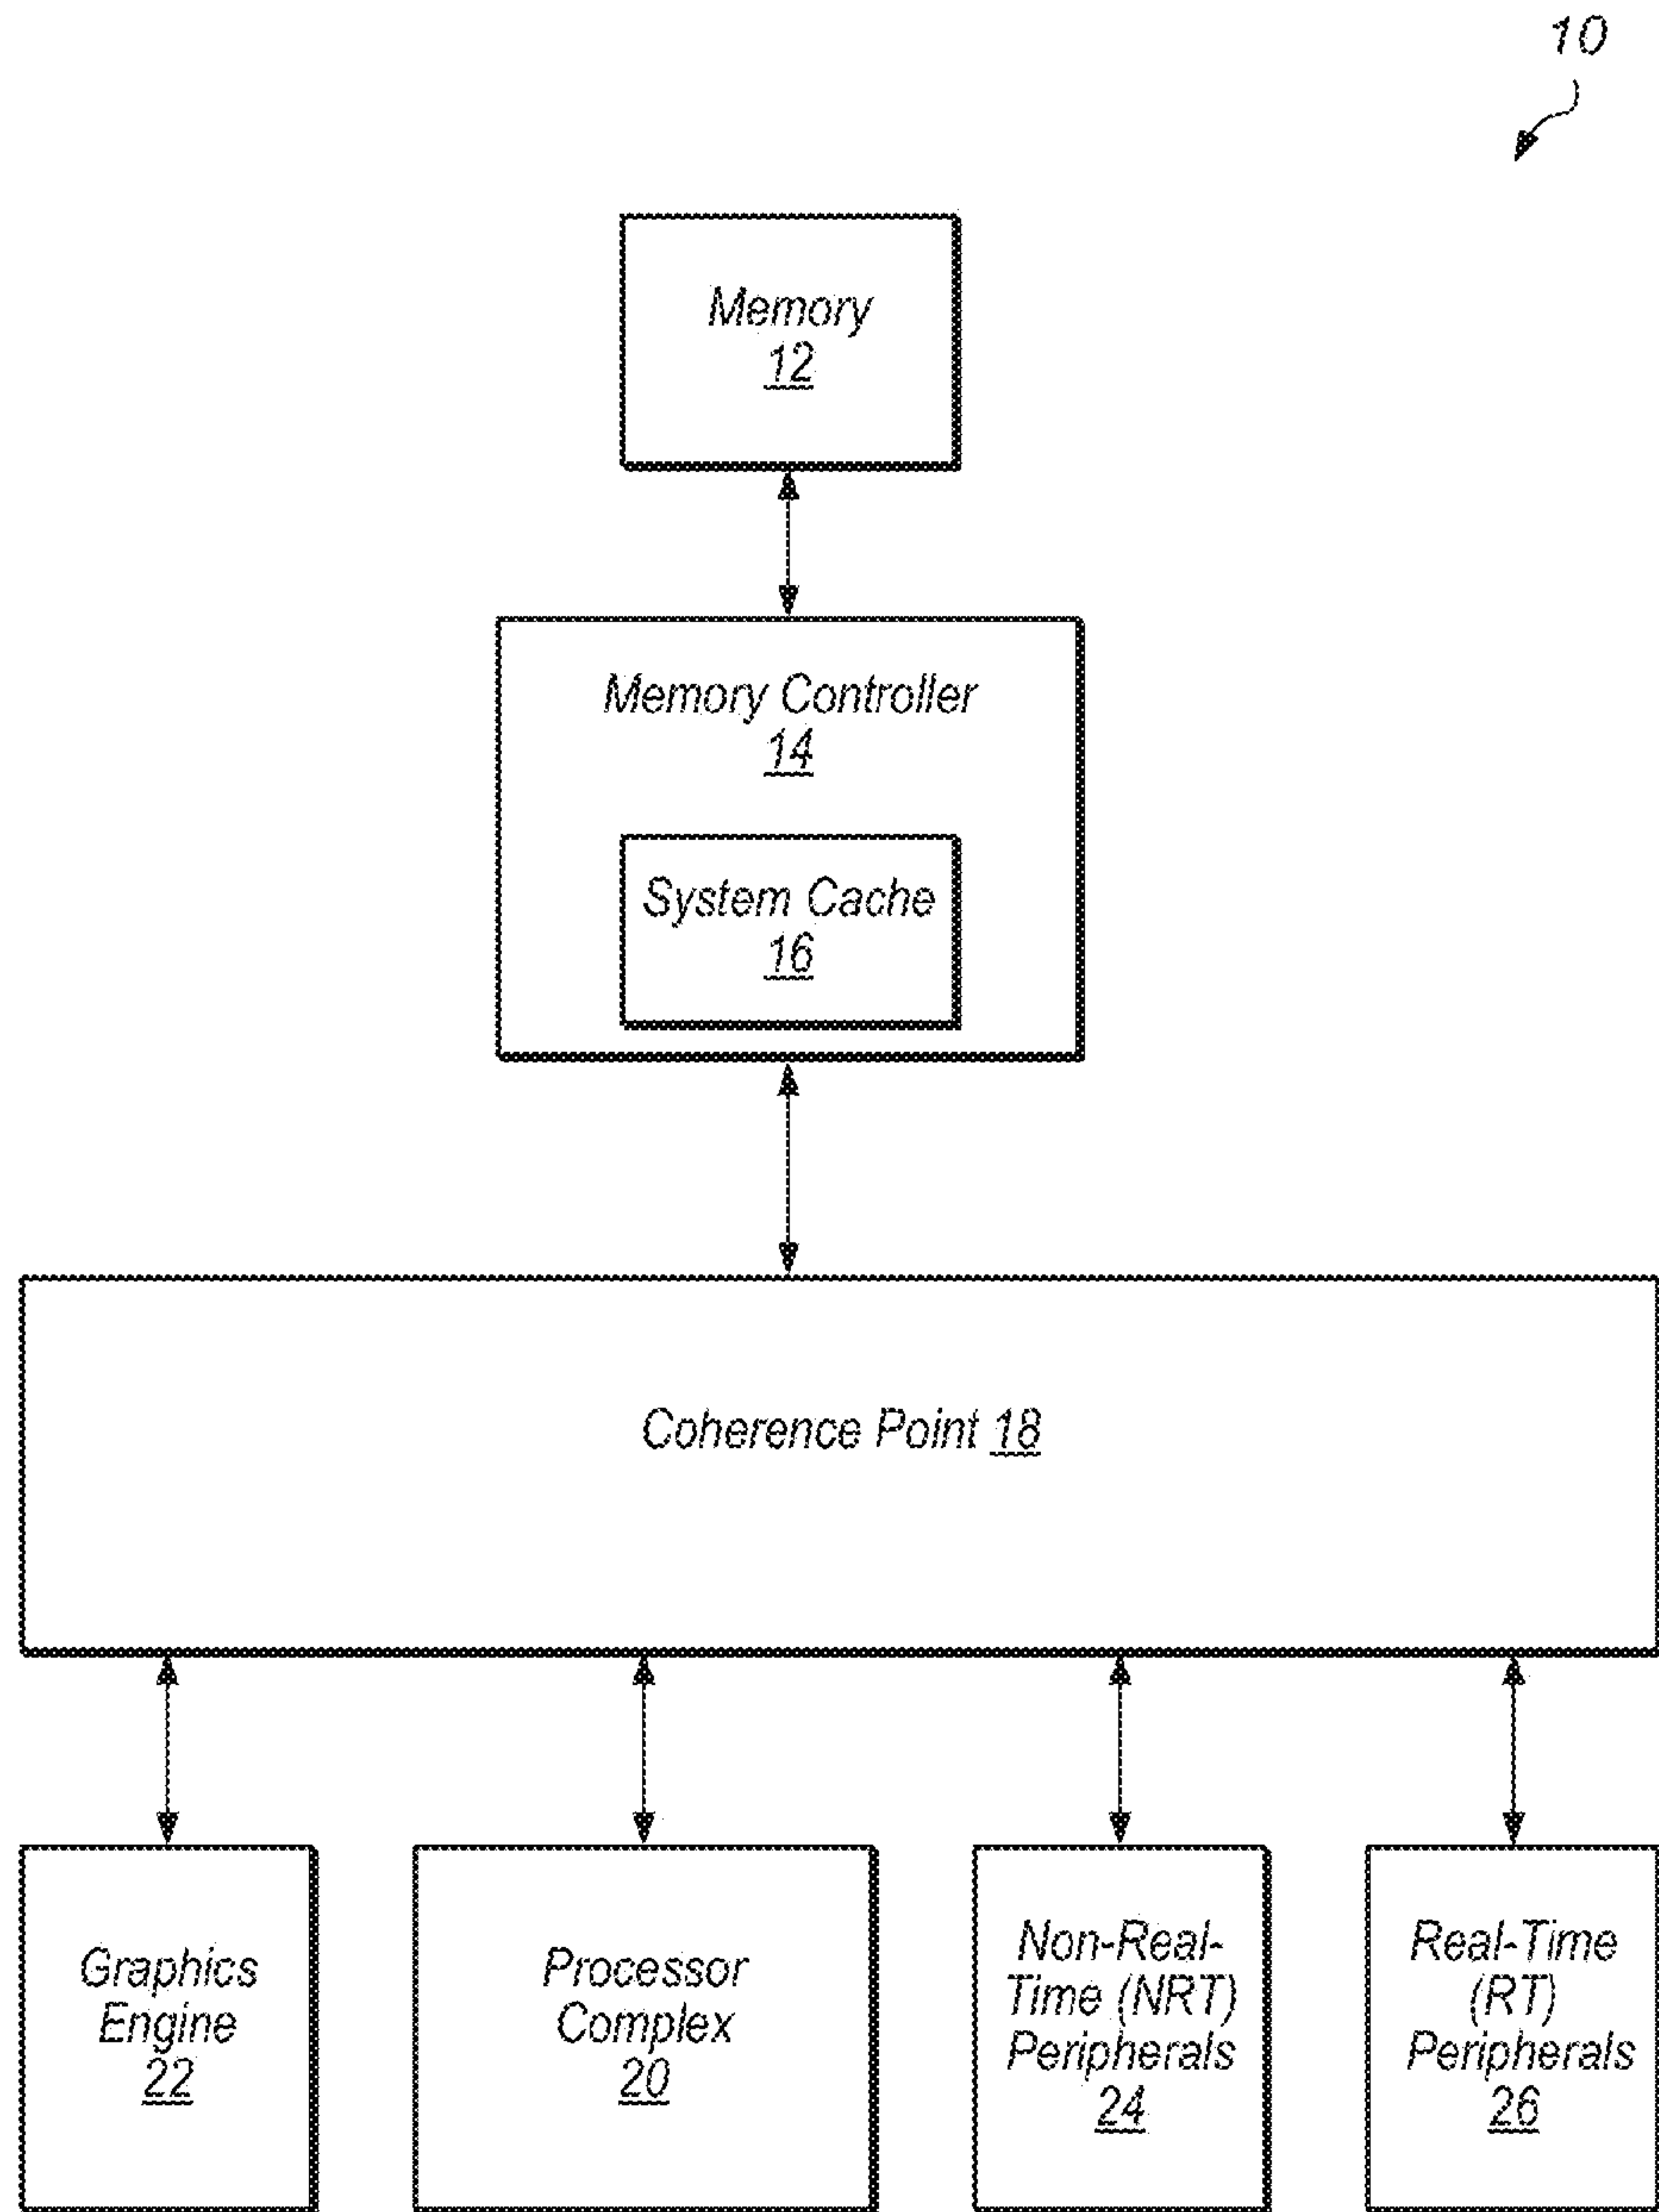 10
Memory
12
Memory Controller
14
System Cache
16
Coherence Point 18
Graphics
Engine
22
Processor
Complex
20
Non-Real-
Time (NRT)
Peripherals
24
Real-Time
(RT)
Peripherals
26